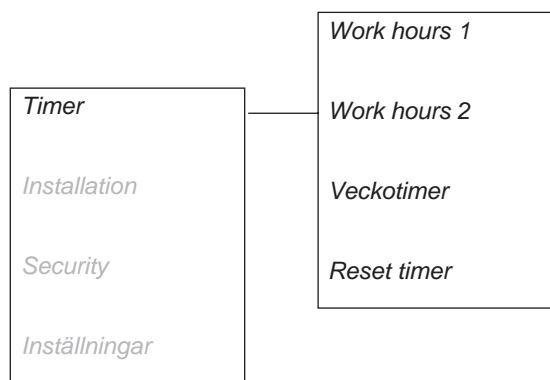 Timer
Installation
Security
Inställningar
Work hours 1
Work hours 2
Veckotimer
Reset timer